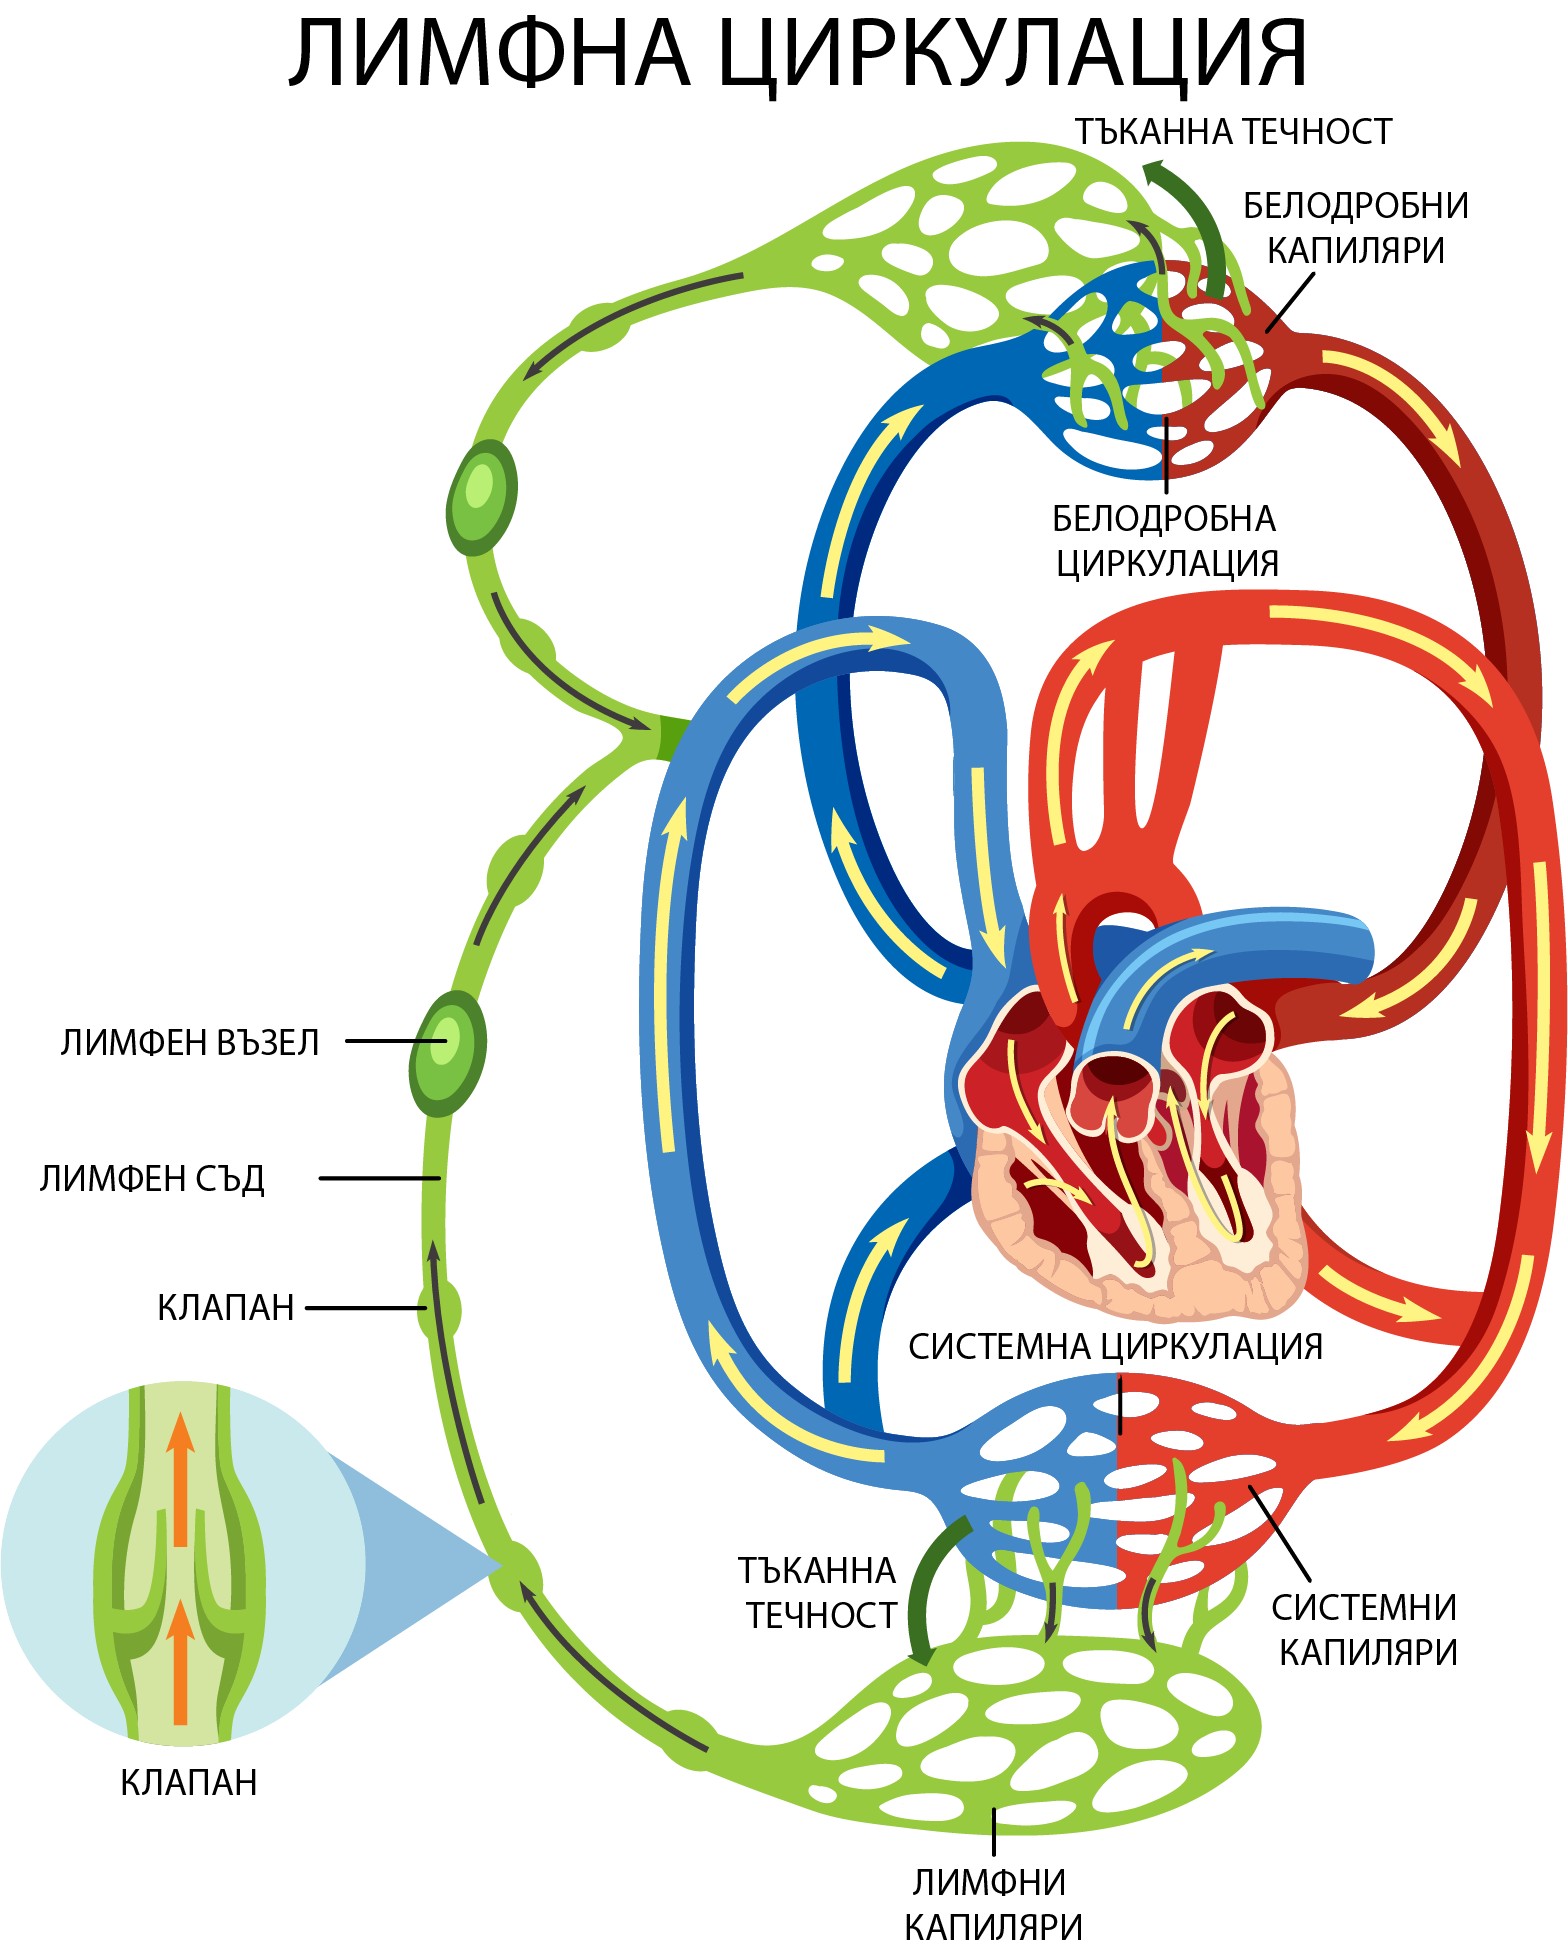 ЛИМФНА ЦИРКУЛАЦИЯ
ТЪКАННА ТЕЧНОСТ
БЕЛОДРОБНИ
КАПИЛЯРИ
БЕЛОДРОБНА
ЦИРКУЛАЦИЯ
ЛИМФЕН ВЪЗЕЛ
ЛИМФЕН СЪД
КЛАПАН
СИСТЕМНА ЦИРКУЛАЦИЯ
ТЪКАННА
ТЕЧНОСТ
СИСТЕМНИ
КАПИЛЯРИ
КЛАПАН
ЛИМФНИ
КАПИЛЯРИ